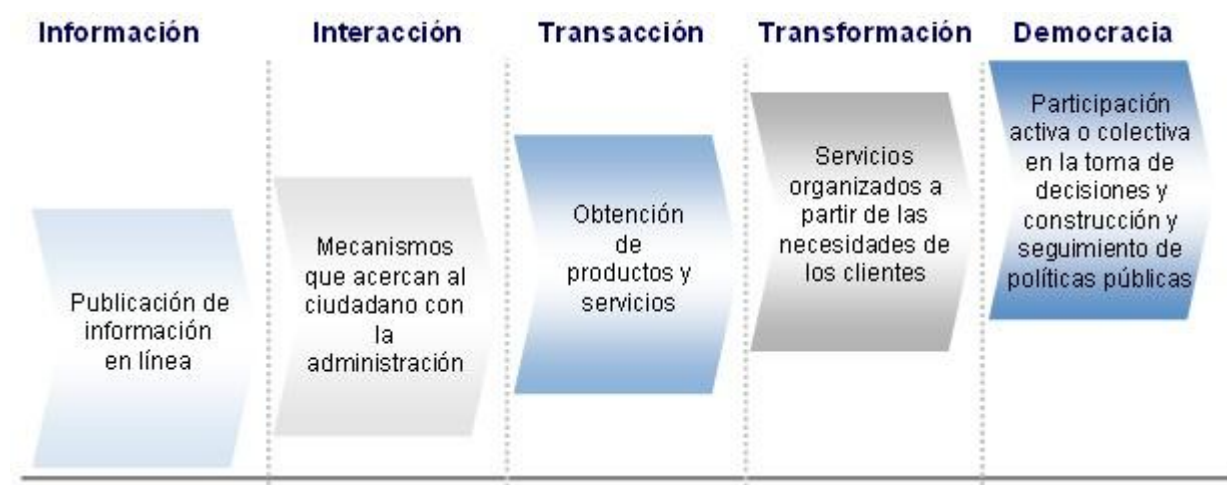 Información
Interacción
Transacción
Transformación
Democracia
Publicación de
información
en línea
Mecanismos
que acercan al
ciudadano con
la
administración
Obtención
de
productos y
servicios
Servicios
organizados a
partir de las
necesidades de
los clientes
Participación
activa o colectiva
en la toma de
decisiones y
construcción y
seguimiento de
políticas públicas